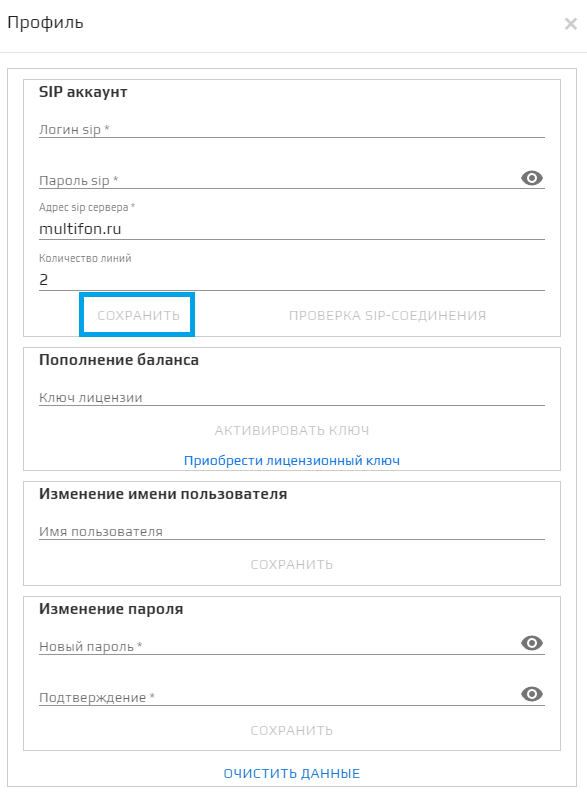 Профиль
SIP аккаунт
Логин sip *
Пароль sip *
Адрес sip сервера *
multifon.ru
Количество линий
2
СОХРАНИТЬ ПРОВЕРКА SIP-СОЕДИНЕНИЯ
Пополнение баланса
Ключ лицензии
АКТИВИРОВАТЬ КЛЮЧ
Приобрести лицензионный ключ
Изменение имени пользователя
Имя пользователя
СОХРАНИТЬ
Изменение пароля
Новый пароль *
Подтверждение *
СОХРАНИТЬ
ОЧИСТИТЬ ДАННЫЕ